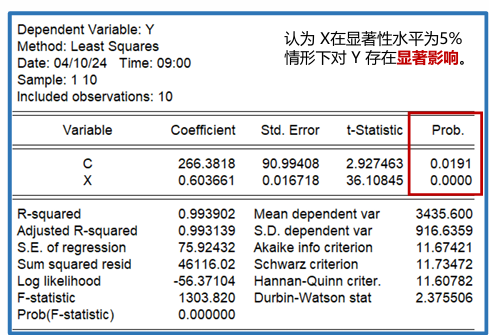 Dependent Variable: Y
Method: Least Squares
Date: 04/10/24 Time: 09:00
Sample: 1 10
Included observations: 10
认为 X在显著性水平为5%
情形下对 Y 存在显著影响。
Variable Coefficient Std. Error t-Statistic Prob.
C 266.3818 90.99408 2.927463 0.0191
X 0.603661 0.016718 36.10845 0.0000
R-squared 0.993902 Mean dependent var 3435.600
Adjusted R-squared 0.993139 S.D. dependent var 916.6359
S.E. of regression 75.92432 Akaike info criterion 11.67421
Sum squared resid 46116.02 Schwarz criterion 11.73472
Log likelihood -56.37104 Hannan-Quinn criter. 11.60782
F-statistic 1303.820 Durbin-Watson stat 2.375506
Prob(F-statistic) 0.000000